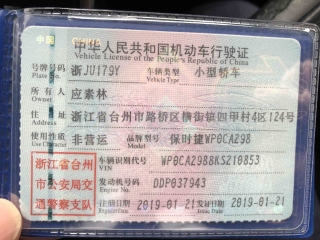 中国
中华人民共和国机动车行驶证
Vehicle License of the People's Republic of China
号牌号码 浙JU179Y 车辆类型 小型轿车
Plate No. Vehicle Type
所有人 应素林
Owner
住址 浙江省台州市路桥区横街镇四甲村4区124号
Address
使用性质 非营运 品牌型号 保时捷WP0CA298
Use Character Model
浙江省台州 车辆识别代号 WP0CA2988KS210853
VIN
市公安局交 发动机号码 DDP037943
Engine No.
通警察支队 注册日期 2019-01-21 发证日期 2019-01-21
Register Date Issue Date